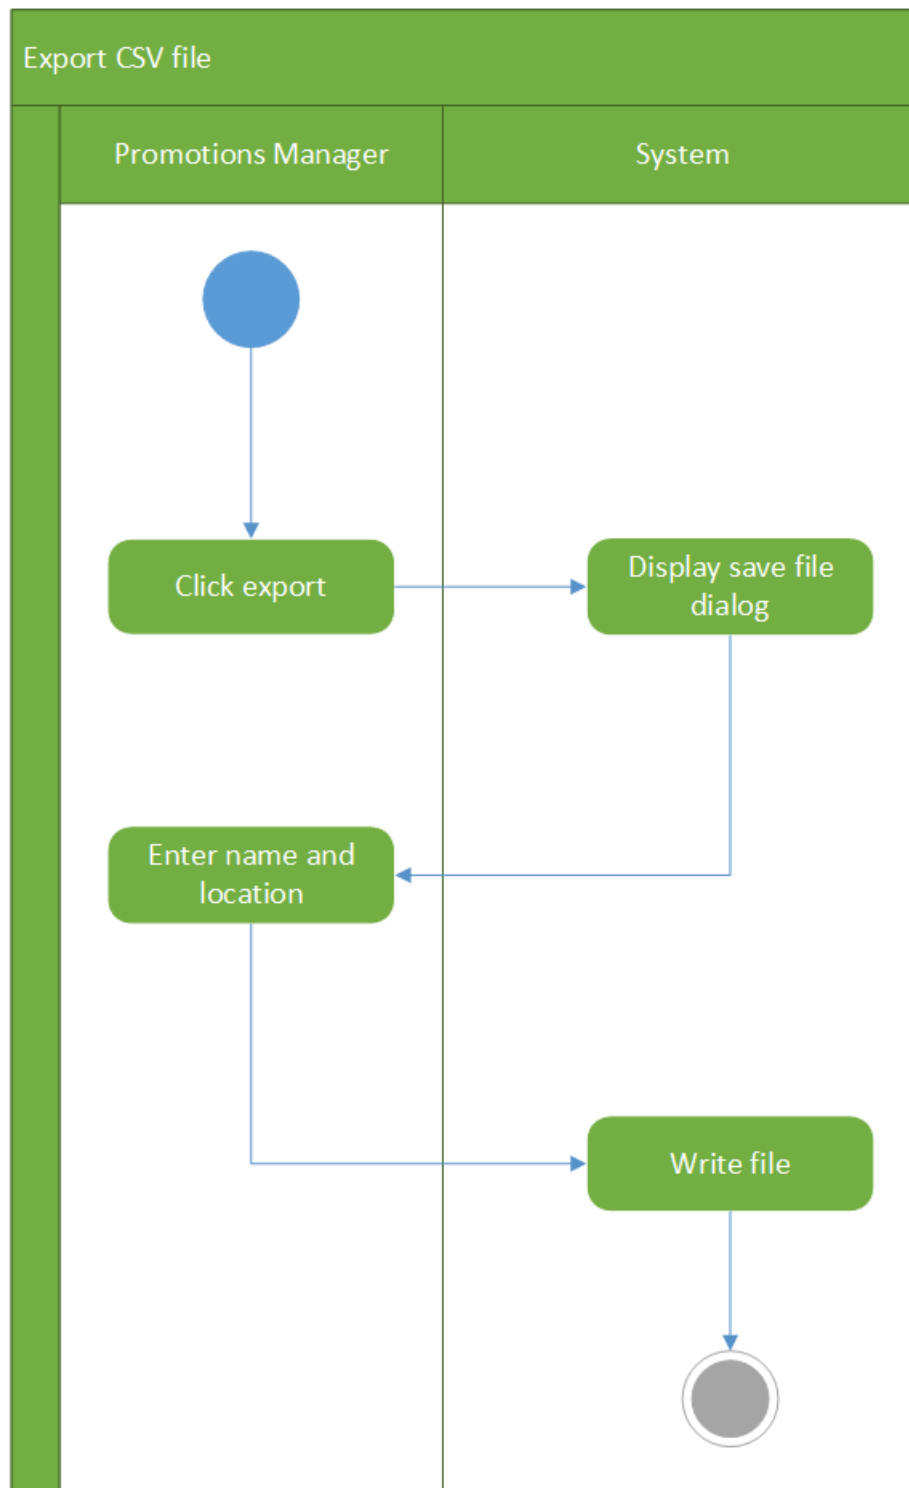 Export CSV file
Promotions Manager
System
Click export
Display save file
dialog
Enter name and
location
Write file